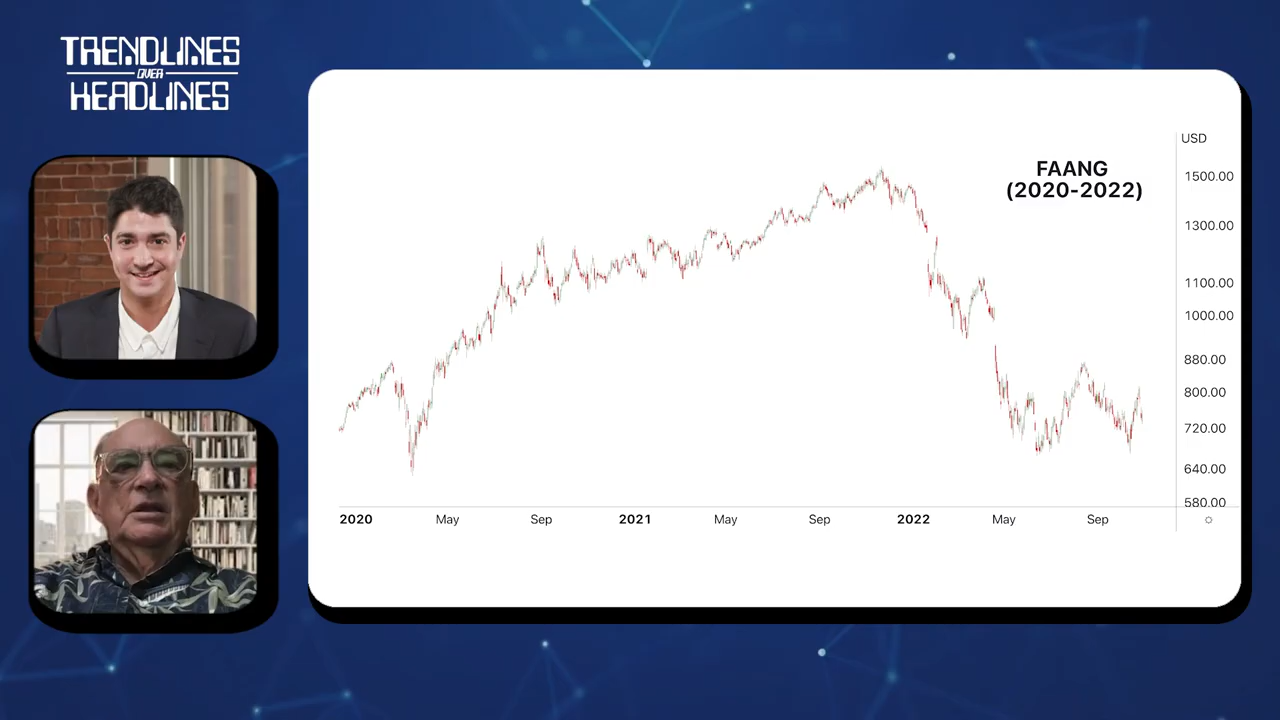 TRENDLINES
OVER
HEADLINES
USD
FAANG
(2020-2022)
1500.00
1300.00
1100.00
1000.00
880.00
800.00
720.00
640.00
580.00
2020 May Sep 2021 May Sep 2022 May Sep